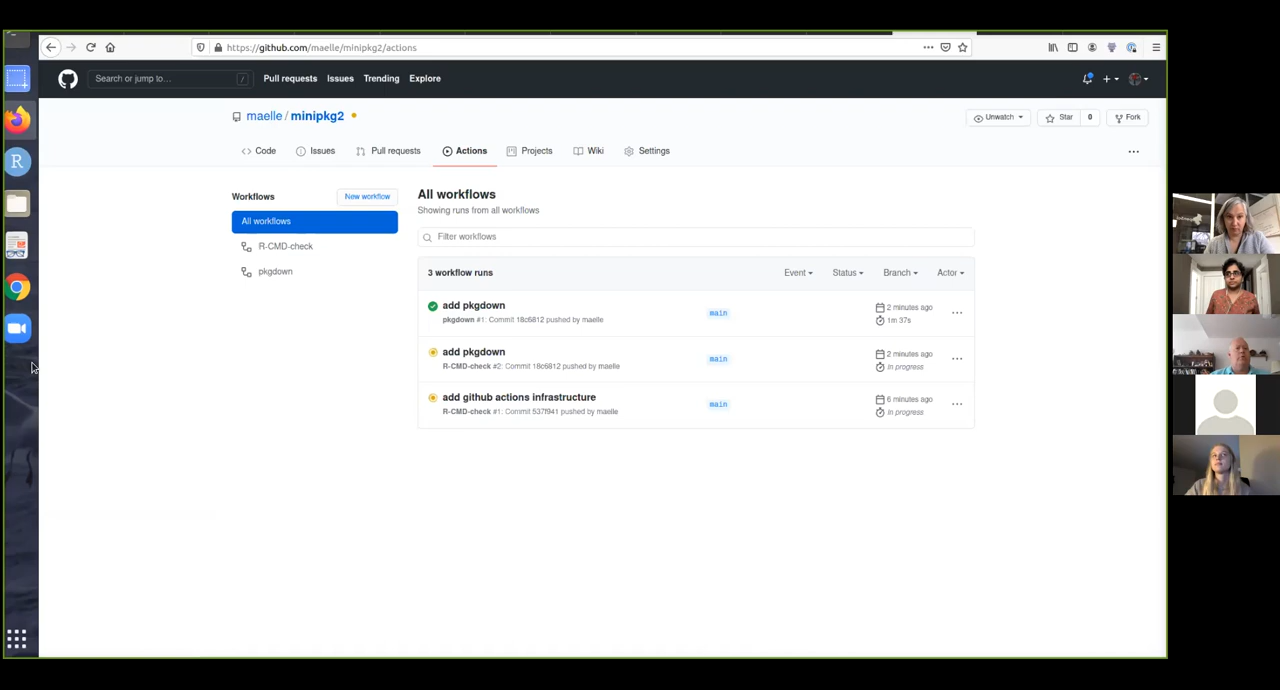 https://github.com/maelle/minipkg2/actions
Search or jump to…
/
Pull requests
Issues
Trending
Explore
maelle / minipkg2
Unwatch
Star
0
Fork
Code
Issues
Pull requests
Actions
Projects
Wiki
Settings
Workflows
New workflow
All workflows
R-CMD-check
pkgdown
All workflows
Showing runs from all workflows
Filter workflows
3 workflow runs
Event
Status
Branch
Actor
add pkgdown
pkgdown #1: Commit 18c6812 pushed by maelle
main
2 minutes ago
1m 37s
add pkgdown
R-CMD-check #2: Commit 18c6812 pushed by maelle
main
2 minutes ago
In progress
add github actions infrastructure
R-CMD-check #1: Commit 537f941 pushed by maelle
main
6 minutes ago
In progress